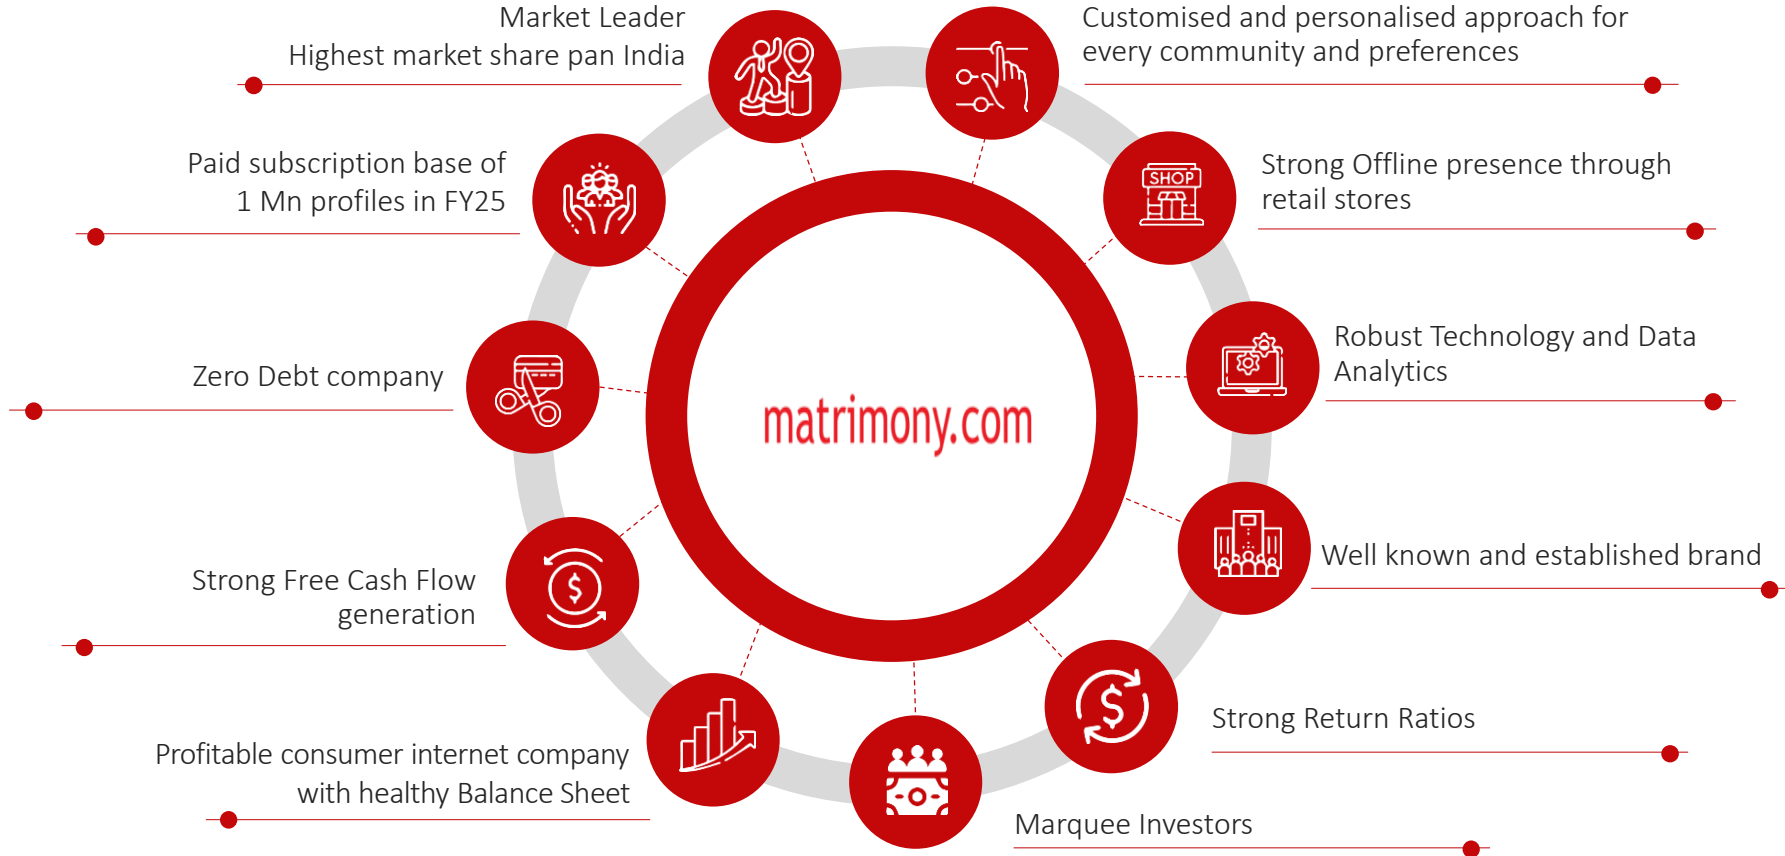 Market Leader
Highest market share pan India
Customised and personalised approach for
every community and preferences
Paid subscription base of
1 Mn profiles in FY25
SHOP
Strong Offline presence through
retail stores
Zero Debt company
Robust Technology and Data
Analytics
matrimony.com
Strong Free Cash Flow
generation
$
Well known and established brand
Profitable consumer internet company
with healthy Balance Sheet
$
Strong Return Ratios
Marquee Investors